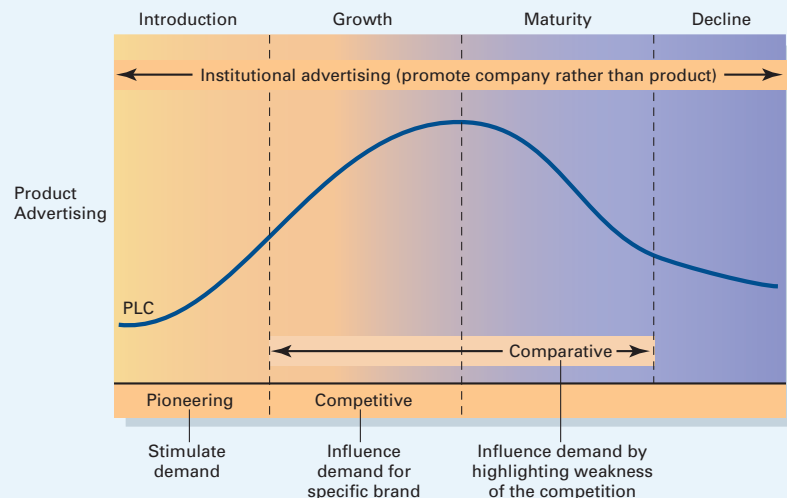 Introduction Growth Maturity Decline
Institutional advertising (promote company rather than product)
Product
Advertising
PLC
Comparative
Pioneering Competitive
Stimulate
demand
Influence
demand for
specific brand
Influence demand by
highlighting weakness
of the competition